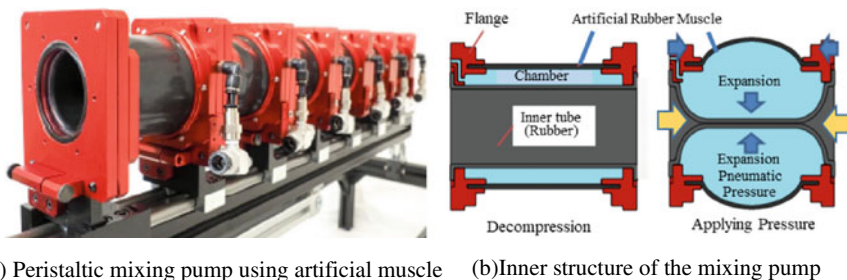 Flange
Artificial Rubber Muscle
Chamber
Inner tube
(Rubber)
Decompression
Expansion
Expansion
Pneumatic
Pressure
Applying Pressure
) Peristaltic mixing pump using artificial muscle
(b)Inner structure of the mixing pump